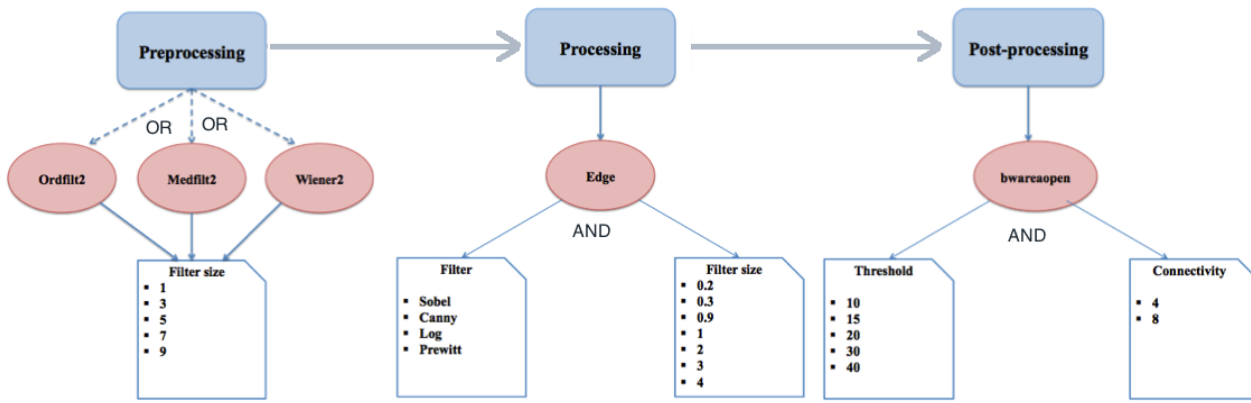 Preprocessing
Processing
Post-processing
OR
OR
Ordfilt2
Medfilt2
Wiener2
Edge
bwareaopen
AND
AND
Filter size
▪ 1
▪ 3
▪ 5
▪ 7
▪ 9
Filter
▪ Sobel
▪ Canny
▪ Log
▪ Prewitt
Filter size
▪ 0.2
▪ 0.3
▪ 0.9
▪ 1
▪ 2
▪ 3
▪ 4
Threshold
▪ 10
▪ 15
▪ 20
▪ 30
▪ 40
Connectivity
▪ 4
▪ 8